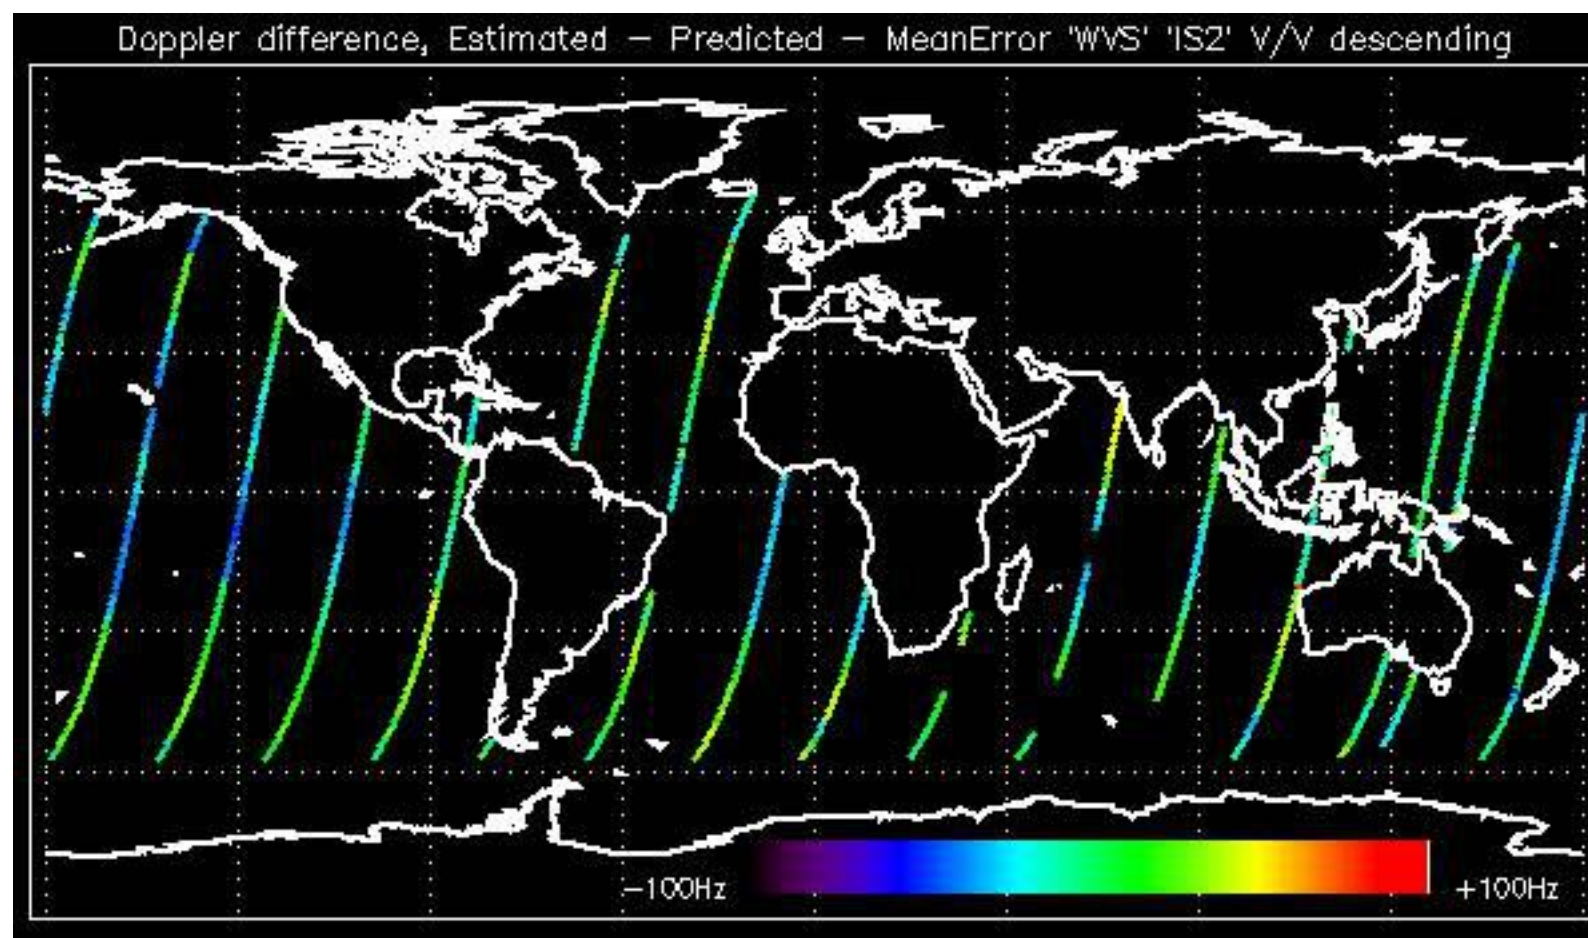 Doppler difference, Estimated - Predicted - MeanError 'WVS' 'IS2' V/V descending
-100Hz +100Hz